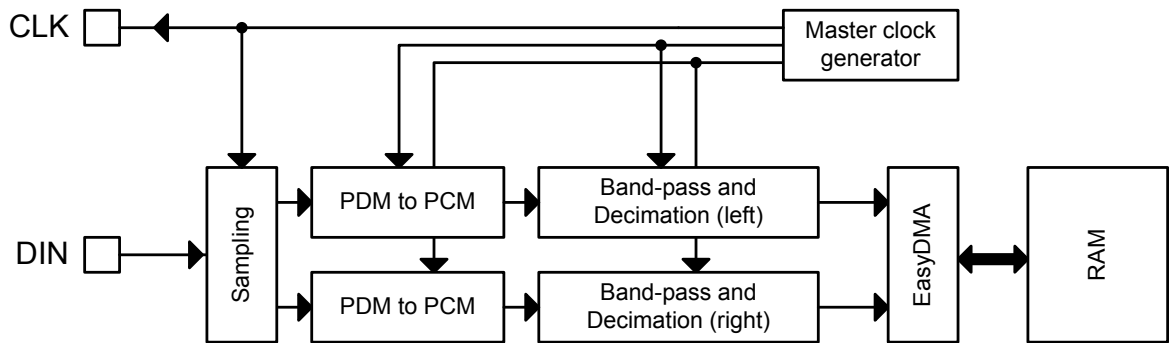 CLK
Master clock
generator
DIN
Sampling
PDM to PCM
Band-pass and
Decimation (left)
PDM to PCM
Band-pass and
Decimation (right)
EasyDMA
RAM